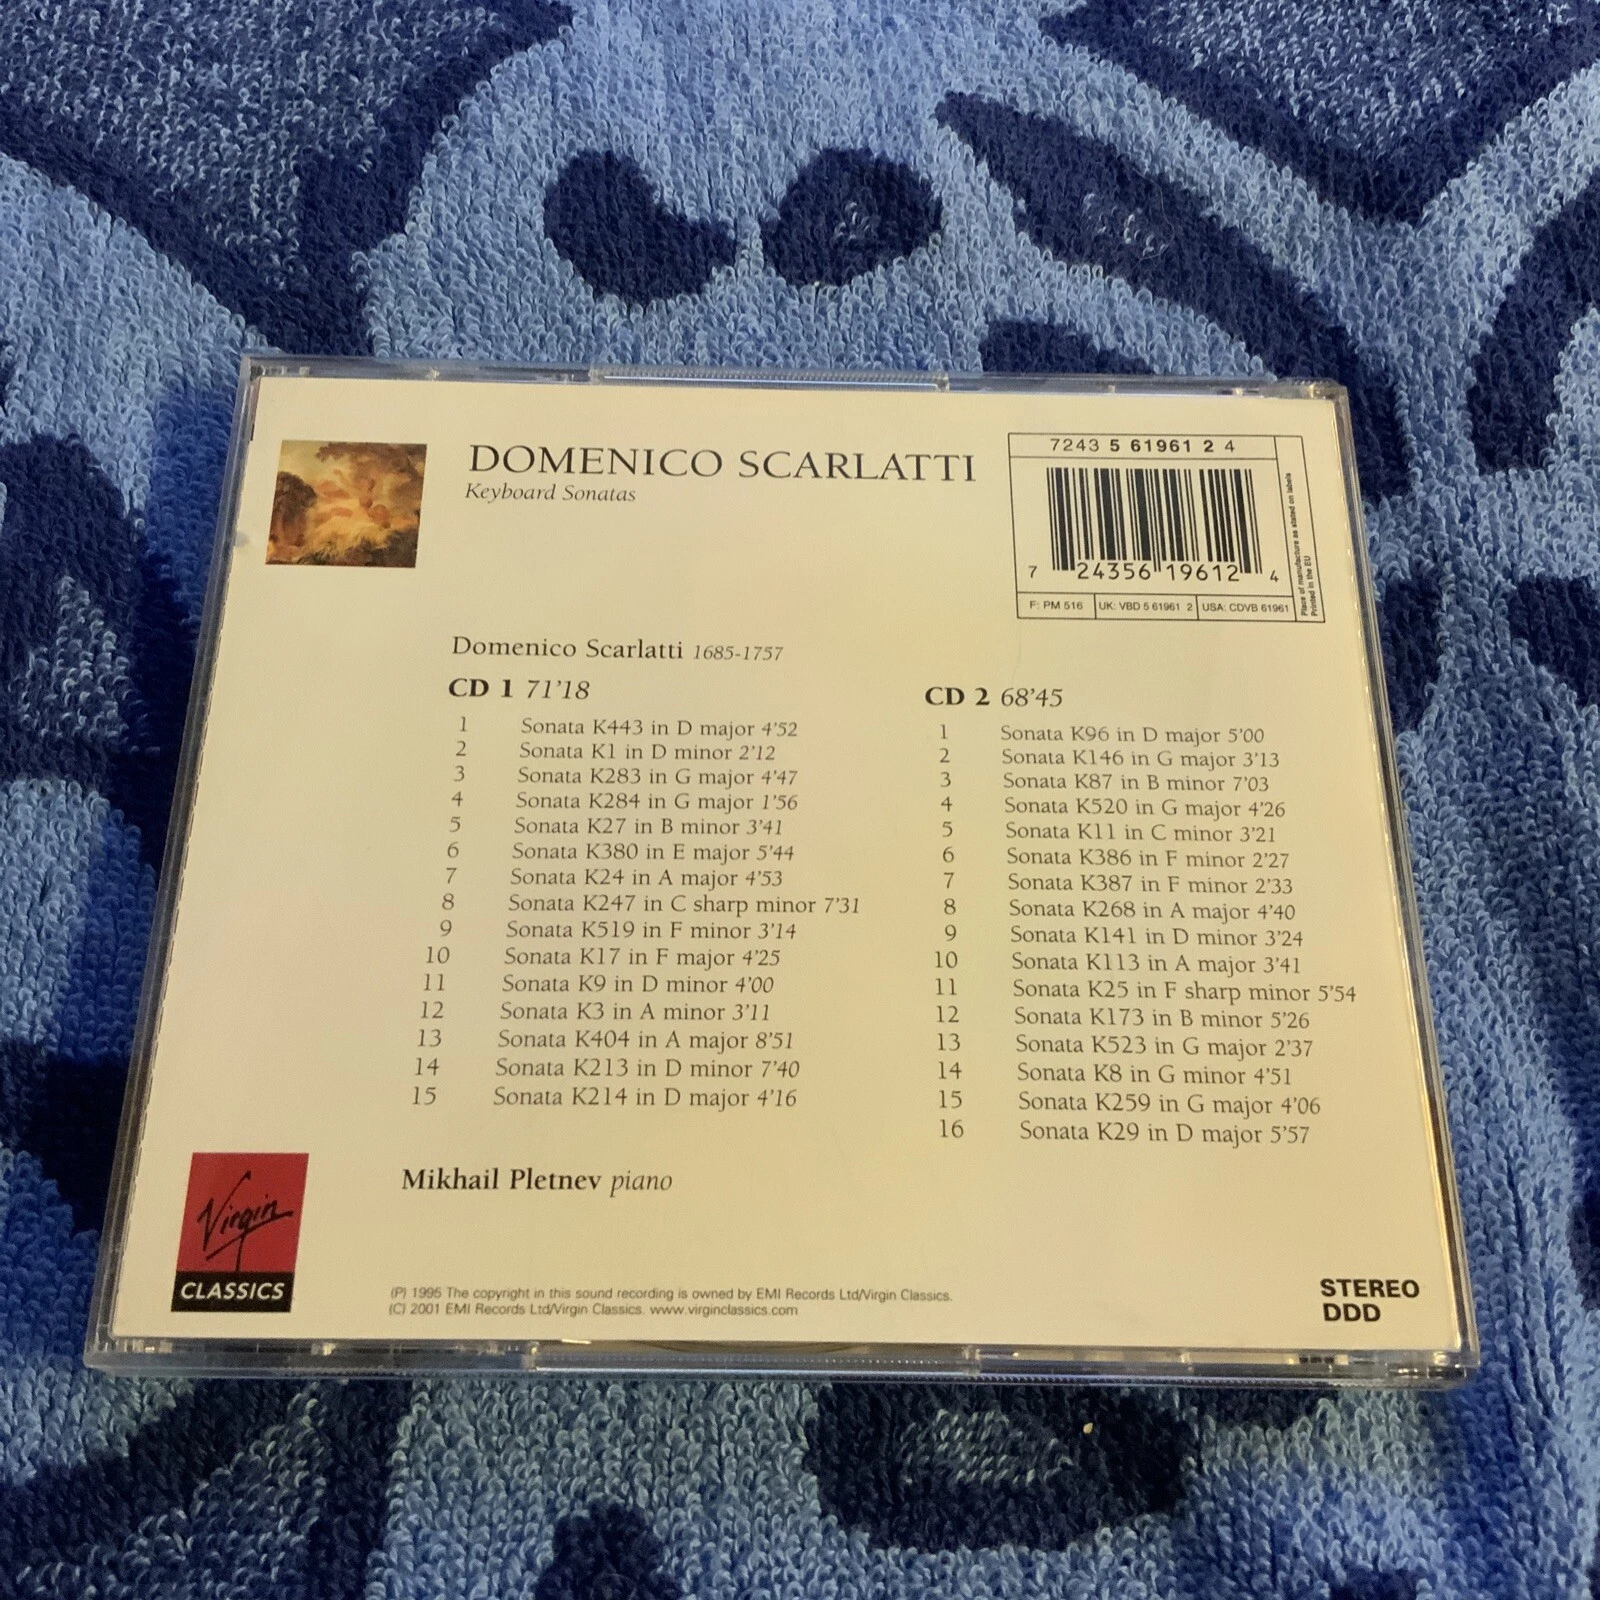 DOMENICO SCARLATTI
Keyboard Sonatas
7243 5 61961 2 4
7 24356 19612 4
F: PM 516 UK: VBD 5 61961 2 USA: CDVB 61961
Place of manufacture as stated on labels
Printed in the EU
Domenico Scarlatti 1685-1757
CD 1 71'18
1 Sonata K443 in D major 4'52
2 Sonata K1 in D minor 2'12
3 Sonata K283 in G major 4'47
4 Sonata K284 in G major 1'56
5 Sonata K27 in B minor 3'41
6 Sonata K380 in E major 5'44
7 Sonata K24 in A major 4'53
8 Sonata K247 in C sharp minor 7'31
9 Sonata K519 in F minor 3'14
10 Sonata K17 in F major 4'25
11 Sonata K9 in D minor 4'00
12 Sonata K3 in A minor 3'11
13 Sonata K404 in A major 8'51
14 Sonata K213 in D minor 7'40
15 Sonata K214 in D major 4'16
CD 2 68'45
1 Sonata K96 in D major 5'00
2 Sonata K146 in G major 3'13
3 Sonata K87 in B minor 7'03
4 Sonata K520 in G major 4'26
5 Sonata K11 in C minor 3'21
6 Sonata K386 in F minor 2'27
7 Sonata K387 in F minor 2'33
8 Sonata K268 in A major 4'40
9 Sonata K141 in D minor 3'24
10 Sonata K113 in A major 3'41
11 Sonata K25 in F sharp minor 5'54
12 Sonata K173 in B minor 5'26
13 Sonata K523 in G major 2'37
14 Sonata K8 in G minor 4'51
15 Sonata K259 in G major 4'06
16 Sonata K29 in D major 5'57
Mikhail Pletnev piano
Virgin
CLASSICS
(P) 1995 The copyright in this sound recording is owned by EMI Records Ltd/Virgin Classics.
(C) 2001 EMI Records Ltd/Virgin Classics. www.virginclassics.com
STEREO
DDD